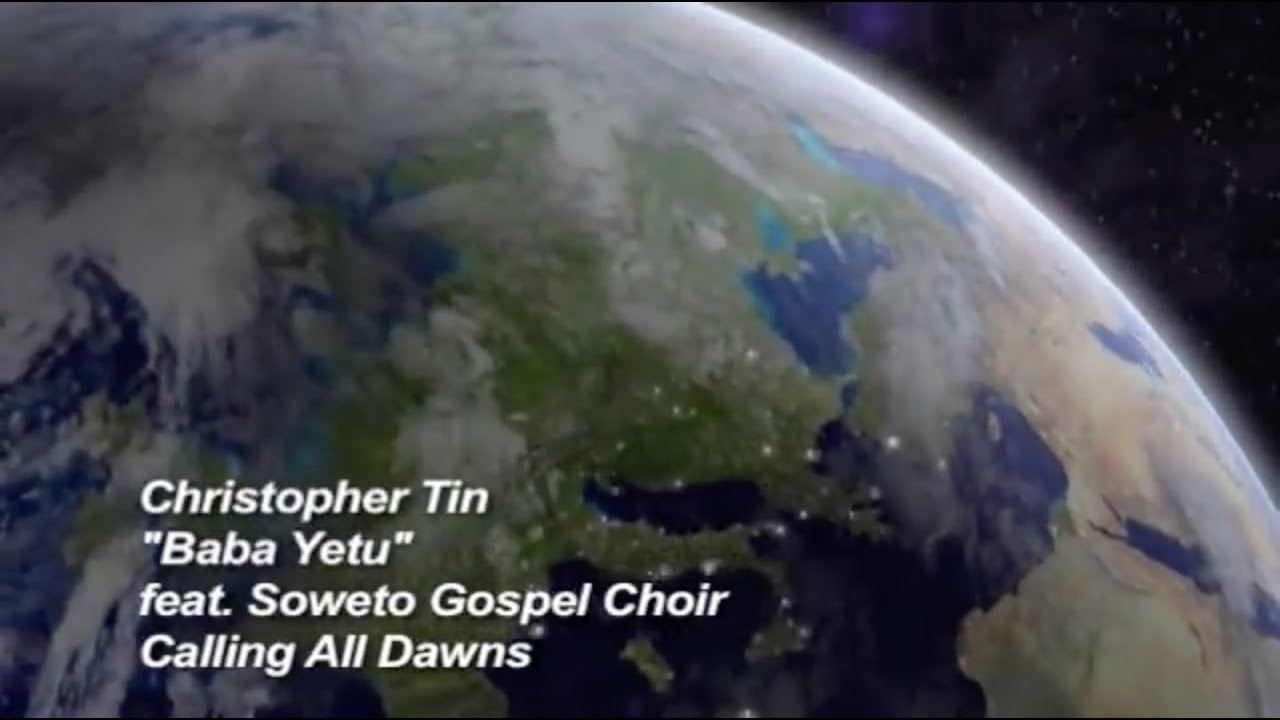 Christopher Tin
"Baba Yetu"
feat. Soweto Gospel Choir
Calling All Dawns